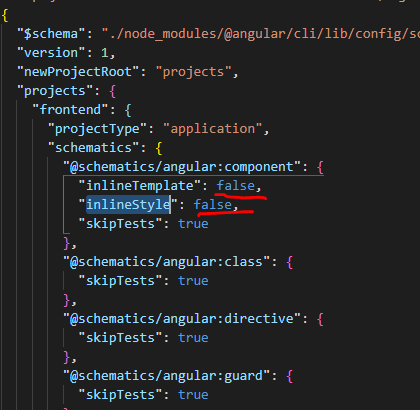 {
"$schema": "./node_modules/@angular/cli/lib/config/sc
"version": 1,
"newProjectRoot": "projects",
"projects": {
"frontend": {
"projectType": "application",
"schematics": {
"@schematics/angular:component": {
"inlineTemplate": false,
"inlineStyle": false,
"skipTests": true
},
"@schematics/angular:class": {
"skipTests": true
},
"@schematics/angular:directive": {
"skipTests": true
},
"@schematics/angular:guard": {
"skipTests": true